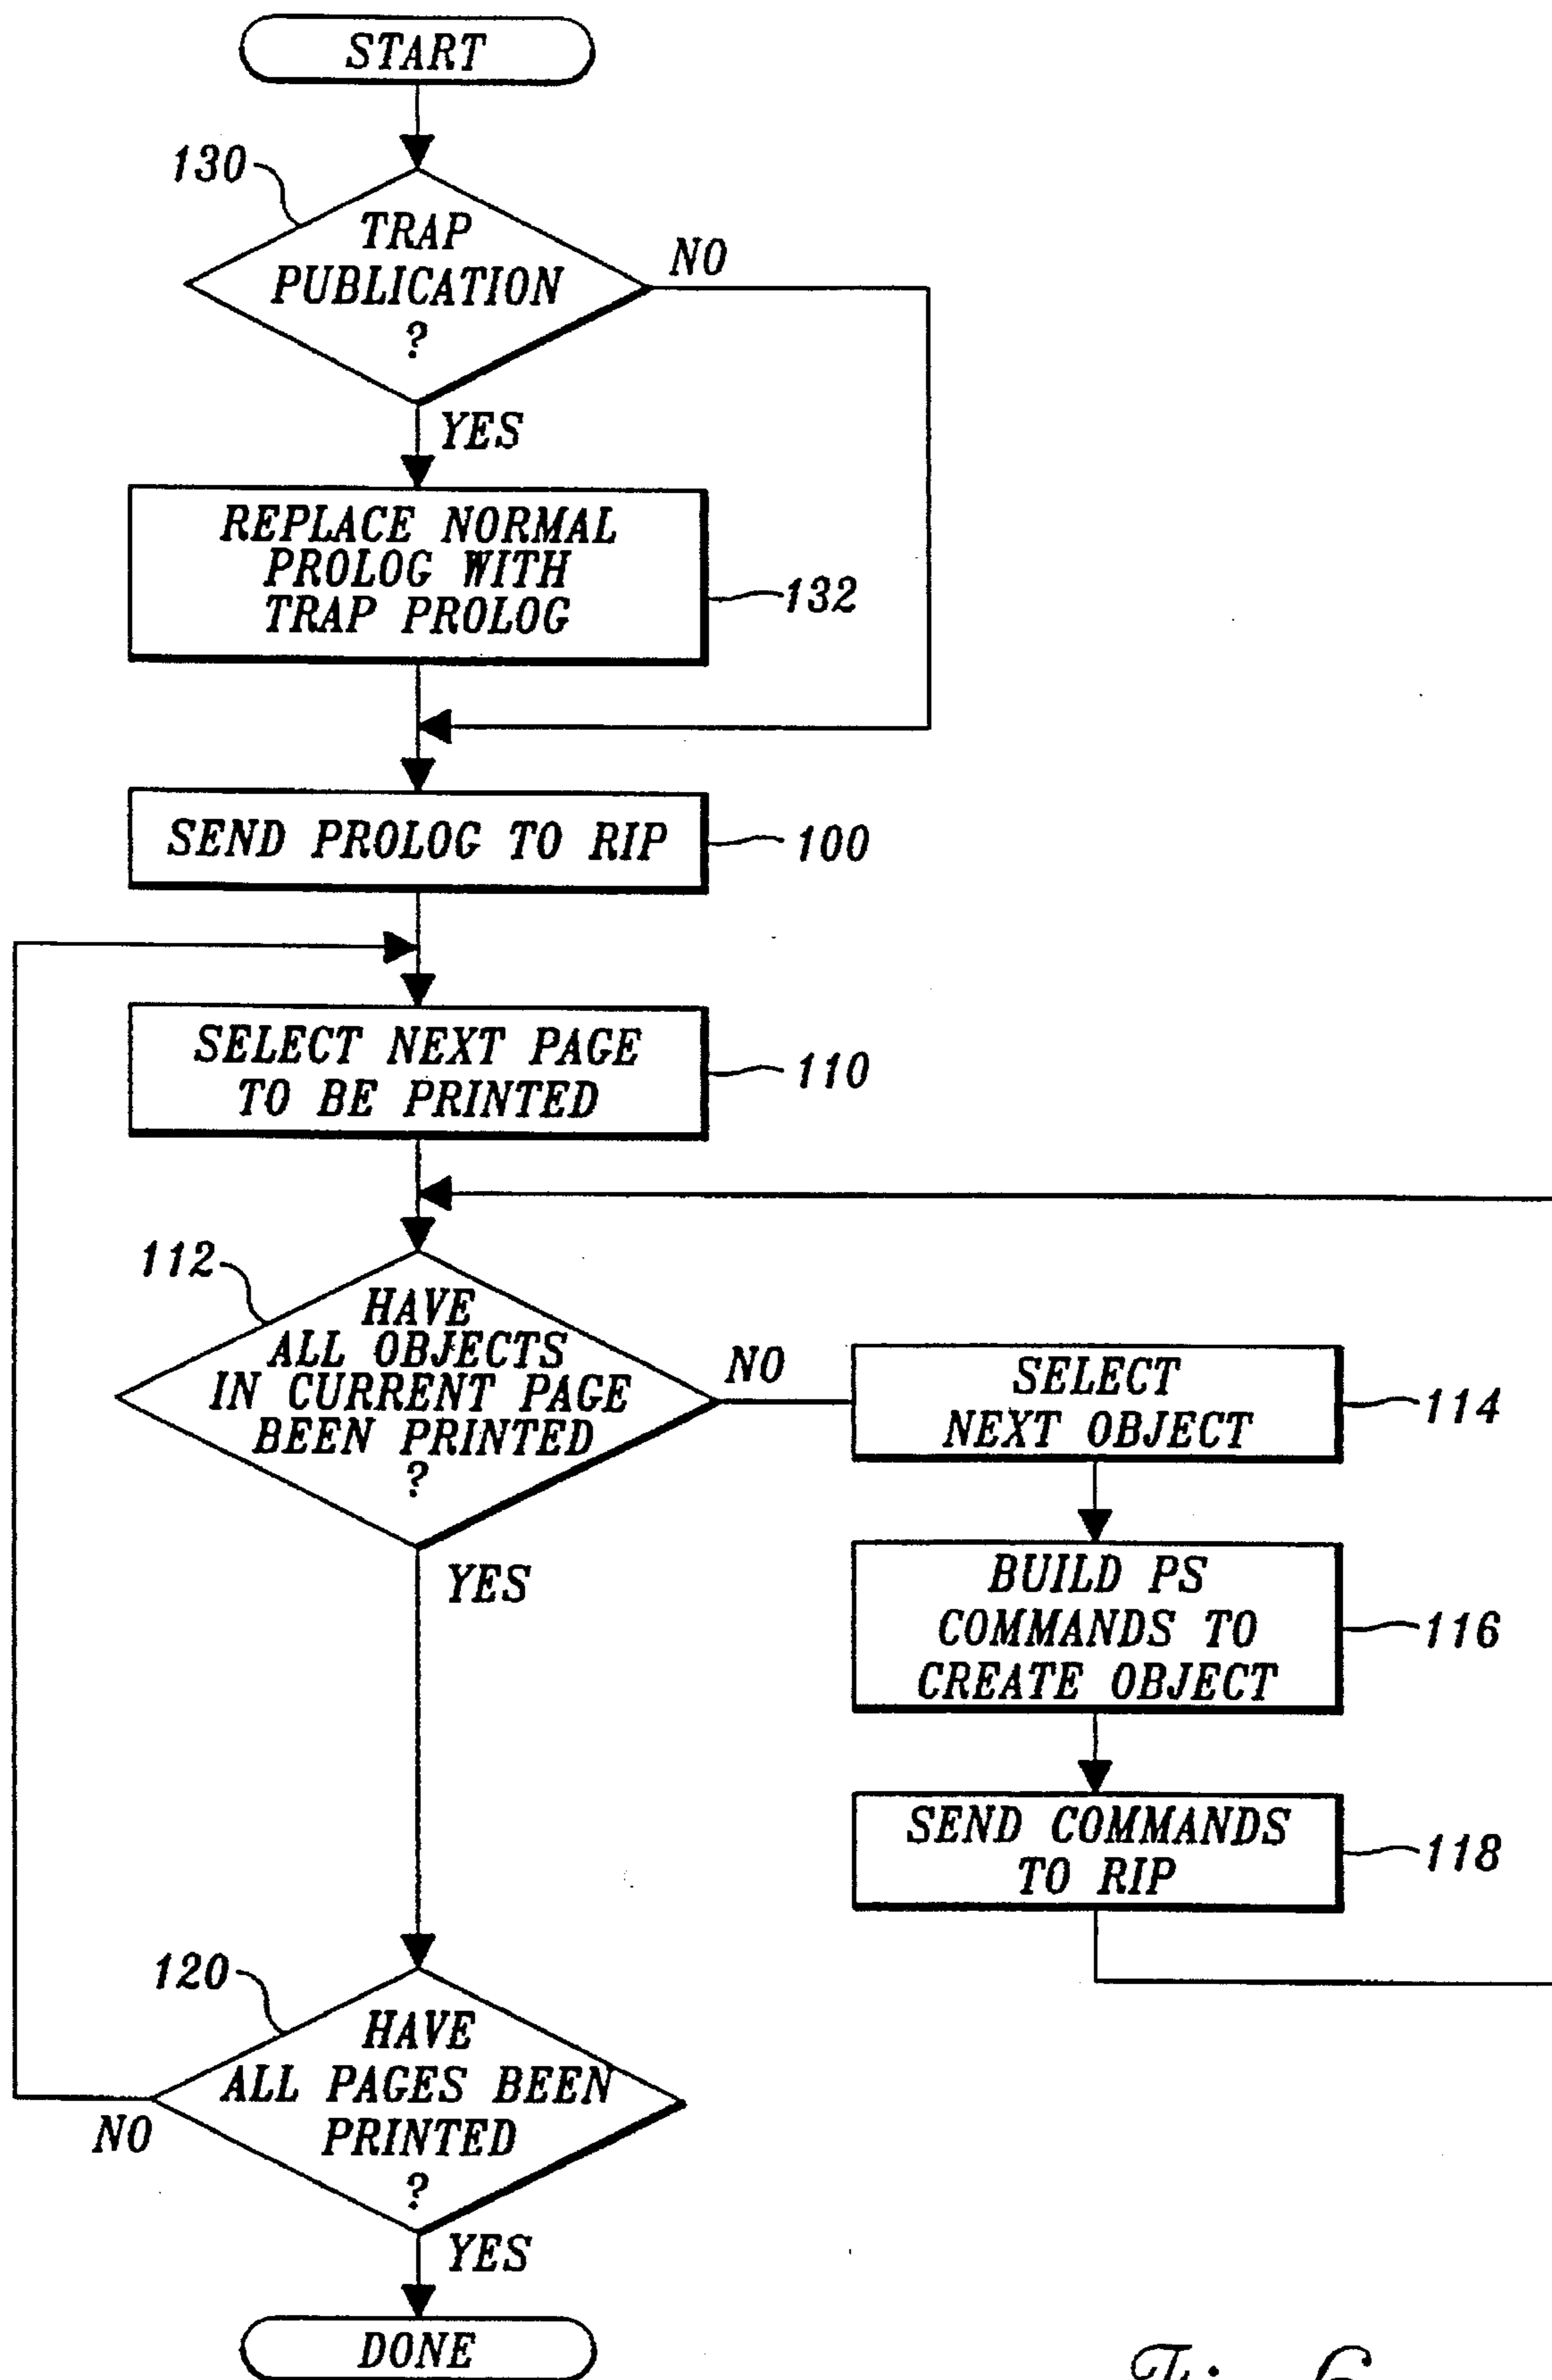 START
130
TRAP
PUBLICATION
?
NO
YES
REPLACE NORMAL
PROLOG WITH
TRAP PROLOG
132
SEND PROLOG TO RIP
100
SELECT NEXT PAGE
TO BE PRINTED
110
112
HAVE
ALL OBJECTS
IN CURRENT PAGE
BEEN PRINTED
?
NO
YES
SELECT
NEXT OBJECT
114
BUILD PS
COMMANDS TO
CREATE OBJECT
116
SEND COMMANDS
TO RIP
118
120
HAVE
ALL PAGES BEEN
PRINTED
?
NO
YES
DONE